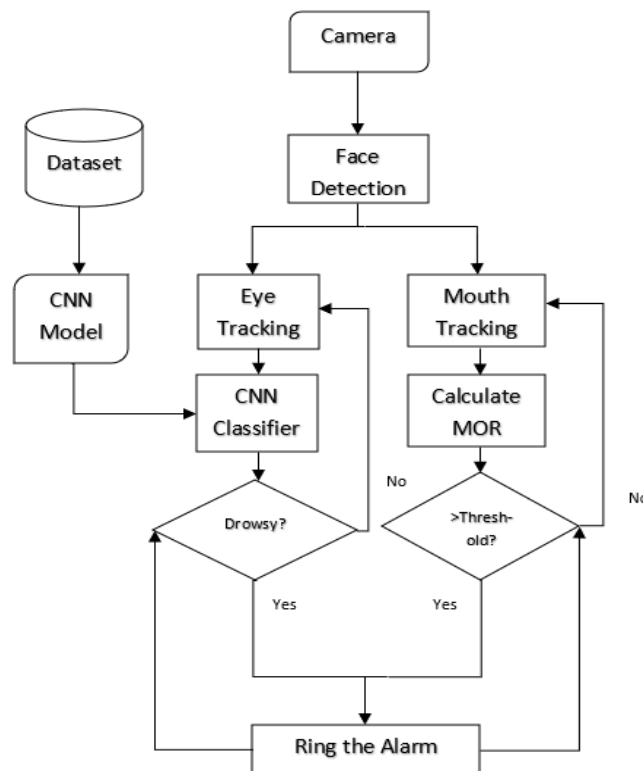 Camera
Dataset
Face
Detection
CNN
Model
Eye
Tracking
Mouth
Tracking
CNN
Classifier
Calculate
MOR
No
No
Drowsy?
>Thresh-
old?
Yes
Yes
Ring the Alarm